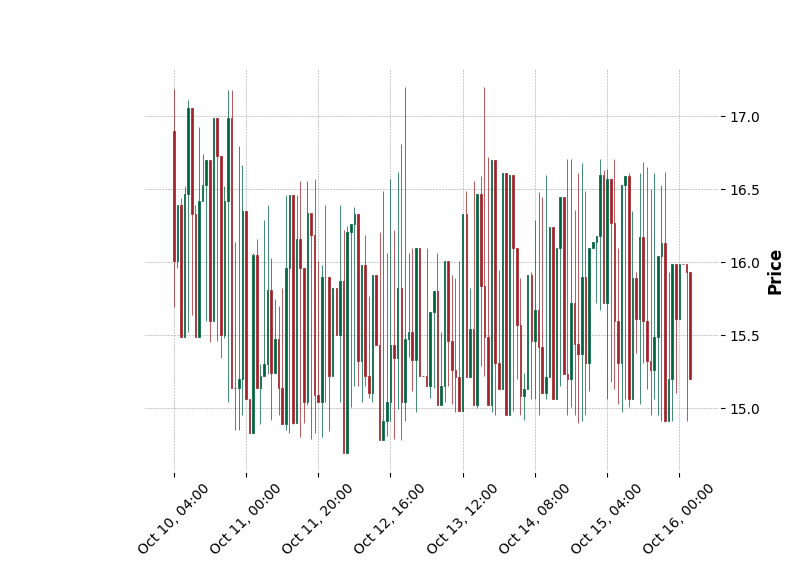 17.0
16.5
16.0
15.5
15.0
Price
Oct 10, 04:00
Oct 11, 00:00
Oct 11, 20:00
Oct 12, 16:00
Oct 13, 12:00
Oct 14, 08:00
Oct 15, 04:00
Oct 16, 00:00